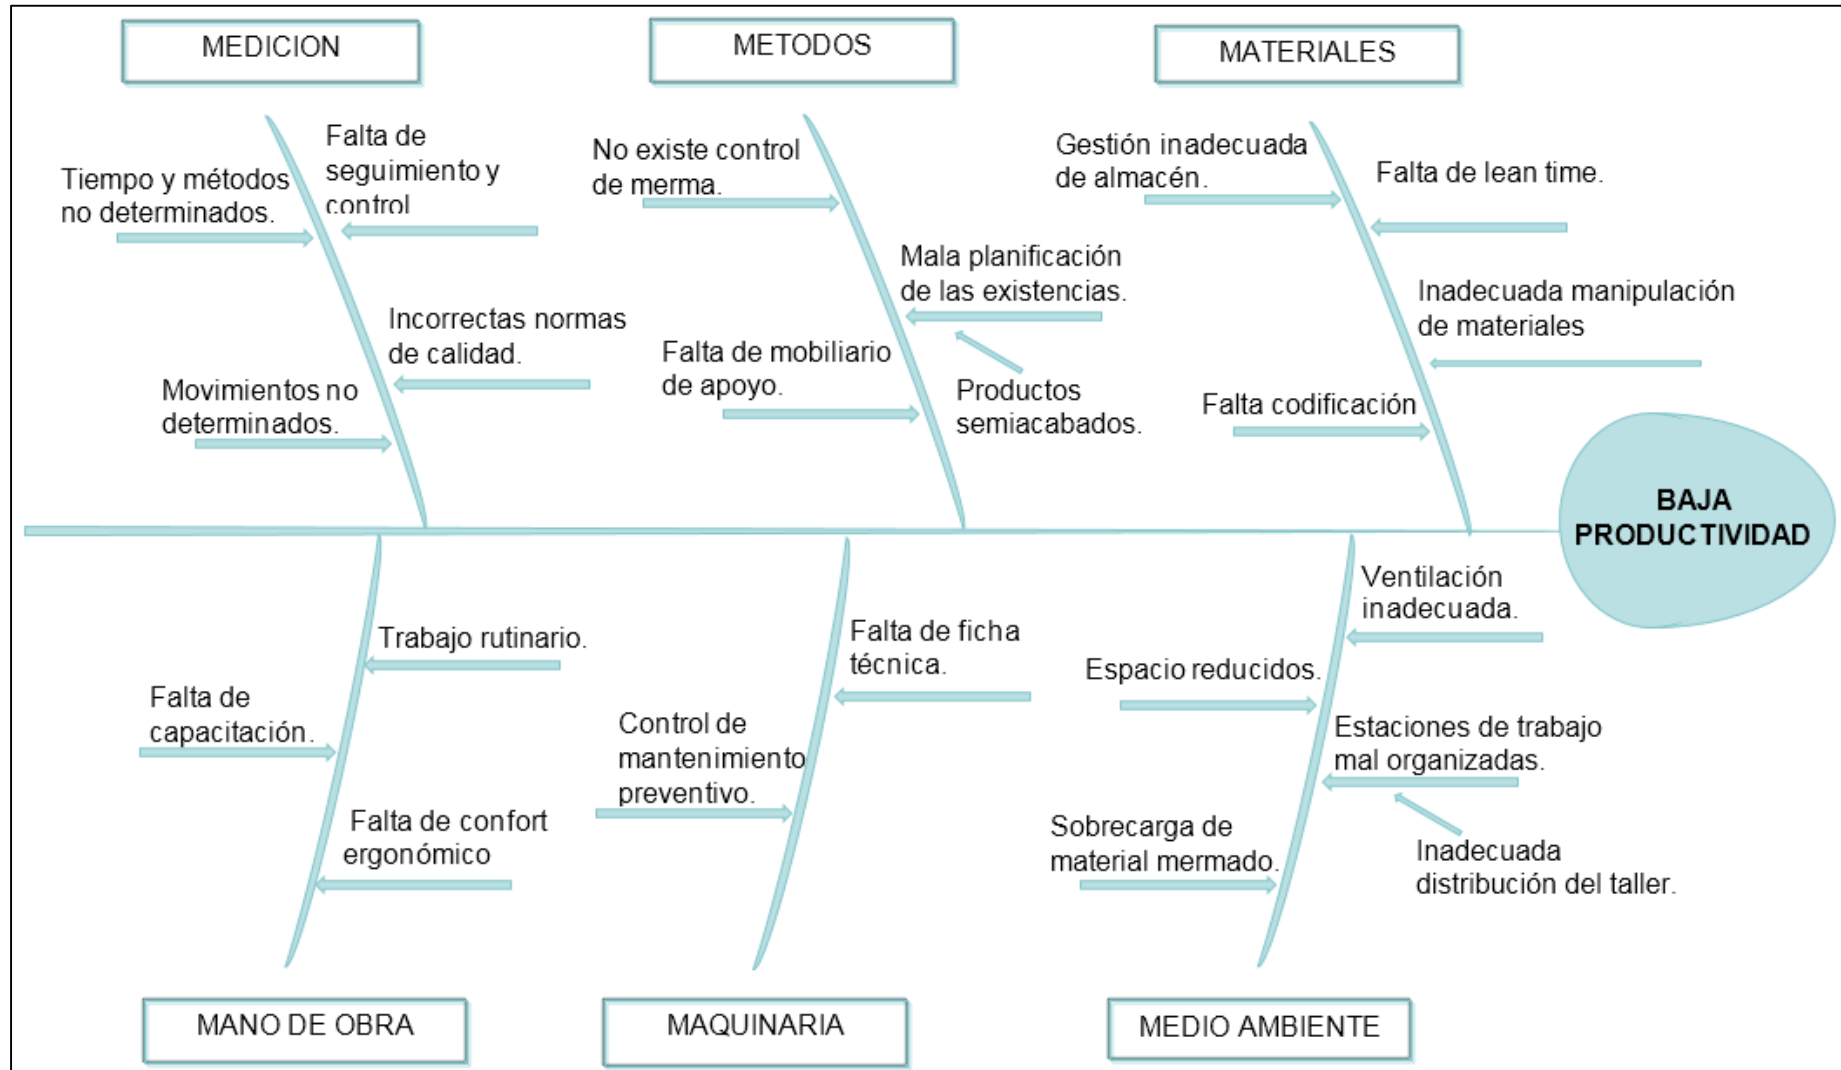 MEDICION
METODOS
MATERIALES
Falta de
seguimiento y
control
Tiempo y métodos
no determinados.
Incorrectas normas
de calidad.
Movimientos no
determinados.
No existe control
de merma.
Mala planificación
de las existencias.
Falta de mobiliario
de apoyo.
Productos
semiacabados.
Gestión inadecuada
de almacén.
Falta de lean time.
Inadecuada manipulación
de materiales
Falta codificación
BAJA
PRODUCTIVIDAD
Trabajo rutinario.
Falta de
capacitación.
Falta de confort
ergonómico
Falta de ficha
técnica.
Control de
mantenimiento
preventivo.
Ventilación
inadecuada.
Espacio reducidos.
Estaciones de trabajo
mal organizadas.
Sobrecarga de
material mermado.
Inadecuada
distribución del taller.
MANO DE OBRA
MAQUINARIA
MEDIO AMBIENTE